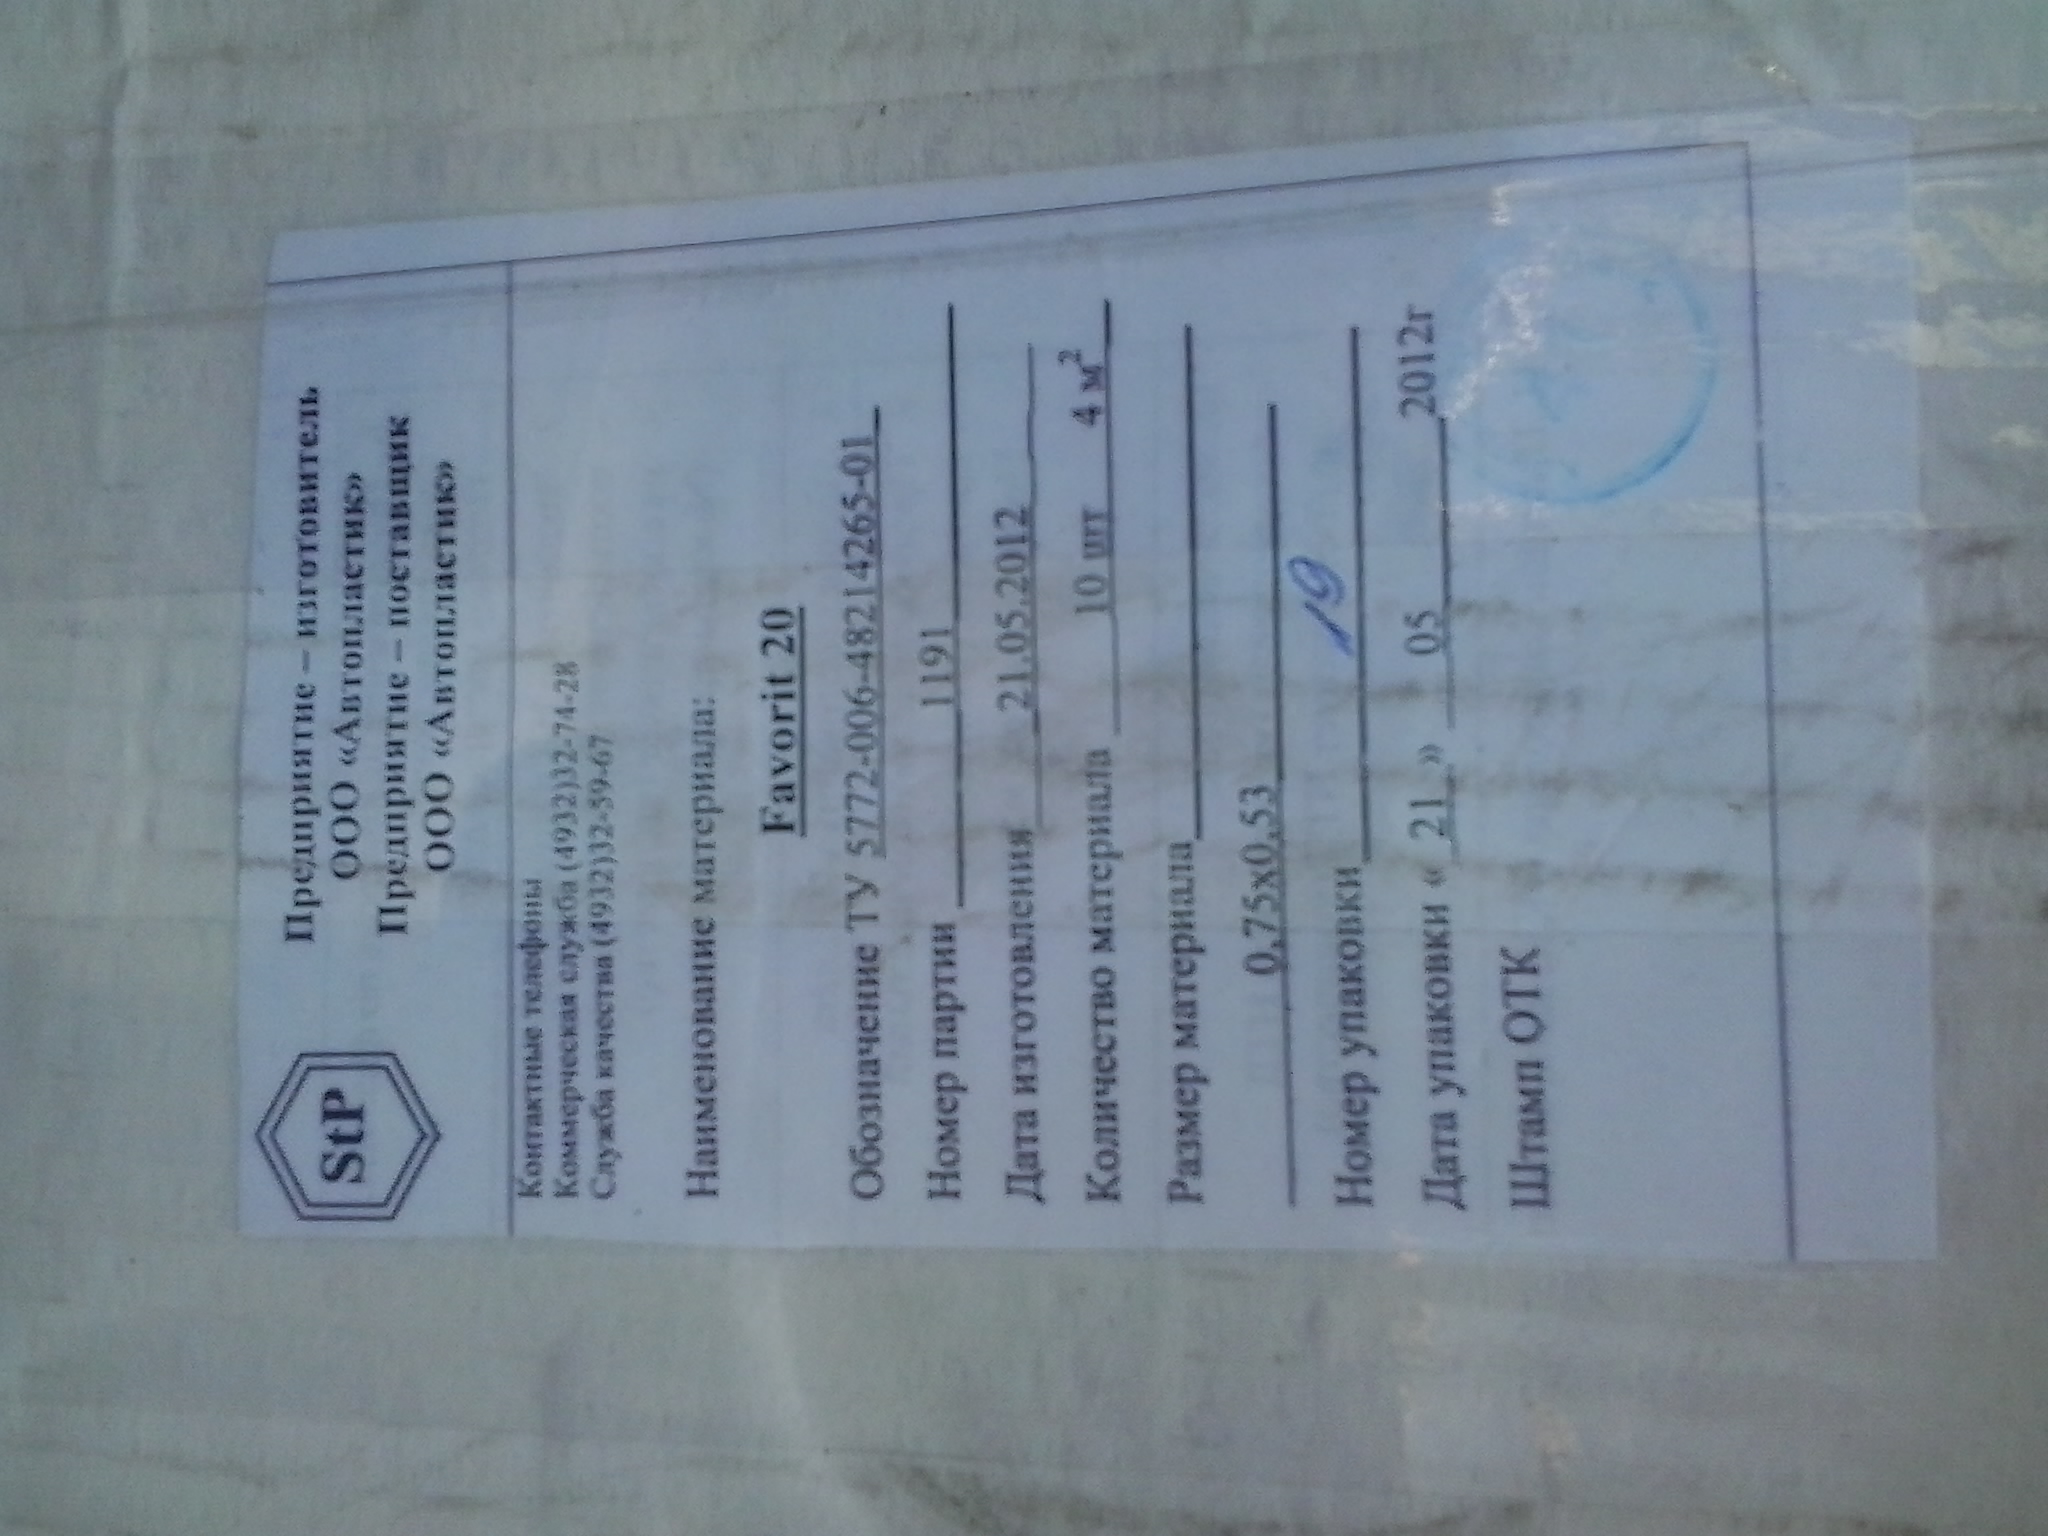 StP
Предприятие – изготовитель
ООО «Автопластик»
Предприятие – поставщик
ООО «Автопластик»
Контактные телефоны
Коммерческая служба (4932)32-74-28
Служба качества (4932)32-59-67
Наименование материала:
Favorit 20
Обозначение ТУ 5772-006-48214265-01
Номер партии 1191
Дата изготовления 21.05.2012
Количество материала 10 шт 4 м²
Размер материала
0,75х0,53
Номер упаковки 19
Дата упаковки « 21 » 05 2012г
Штамп ОТК